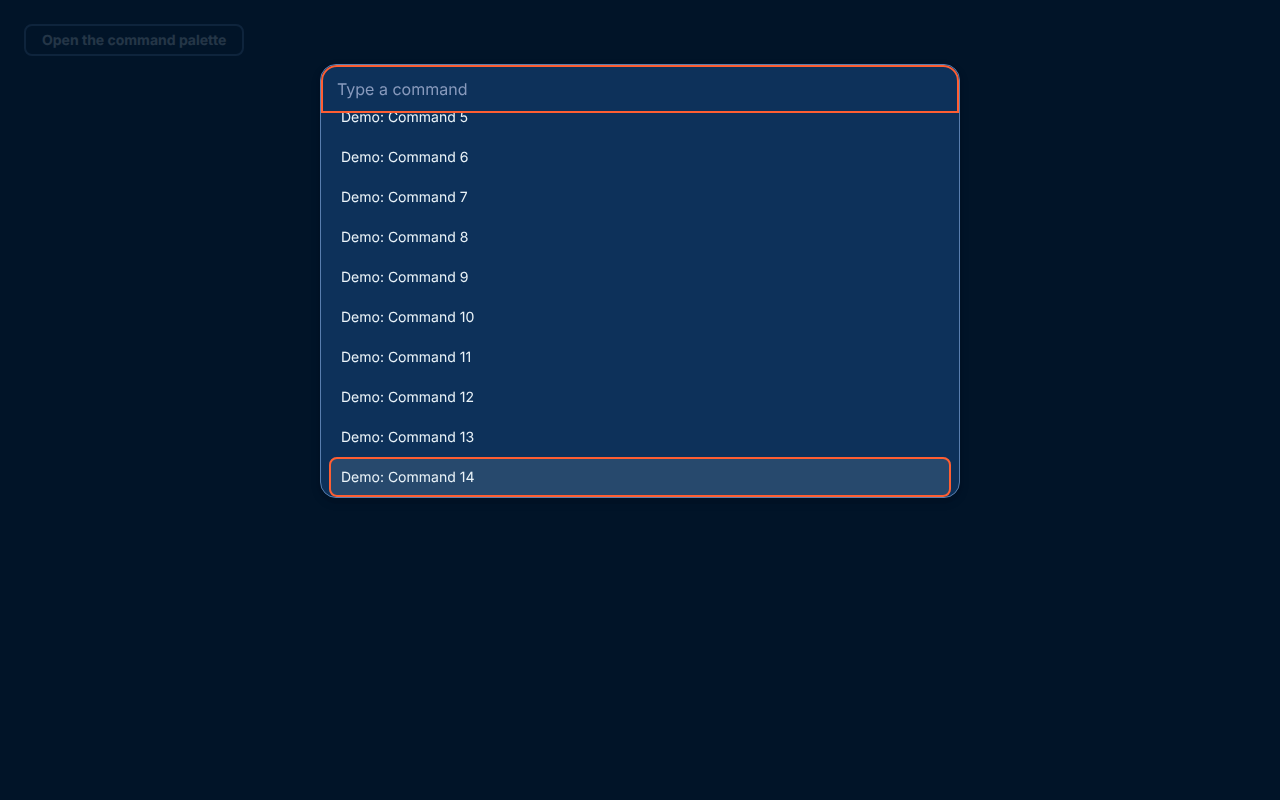 Open the command palette
Type a command
Demo: Command 5
Demo: Command 6
Demo: Command 7
Demo: Command 8
Demo: Command 9
Demo: Command 10
Demo: Command 11
Demo: Command 12
Demo: Command 13
Demo: Command 14